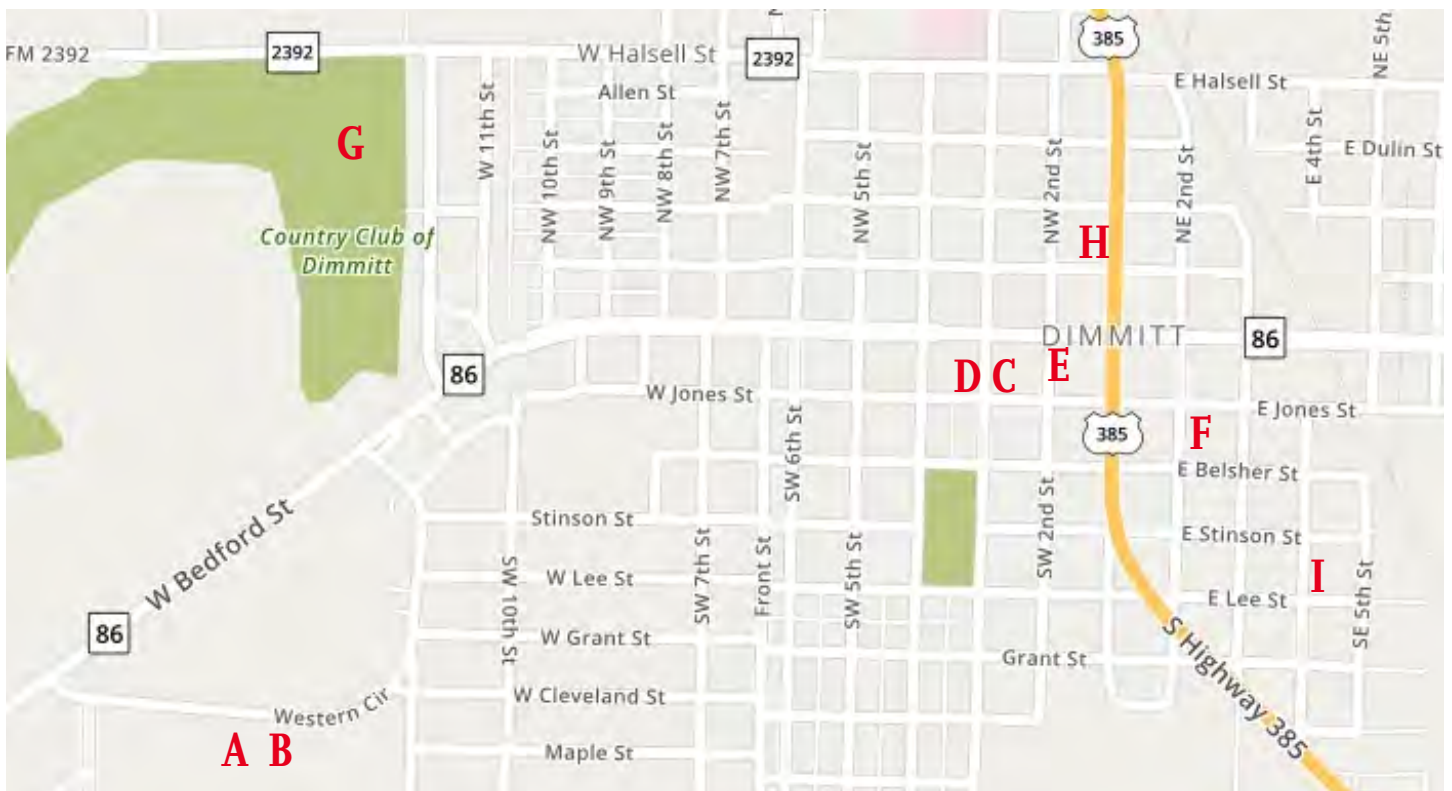 385
FM 2392
2392
W Halsell St
2392
NE 5th
E Halsell St
Allen St
W 11th St
NW 7th St
E 4th St
G
NW 10th St
NW 9th St
NW 8th St
NW 5th St
NW 2nd St
NE 2nd St
E Dulin St
Country Club of
Dimmitt
H
DIMMITT
86
86
D
C
E
W Jones St
E Jones St
SW 6th St
385
F
E Belsher St
W Bedford St
Stinson St
SW 2nd St
E Stinson St
SW 10th St
SW 7th St
Front St
SW 5th St
W Lee St
I
E Lee St
SE 5th St
86
W Grant St
Grant St
S Highway 385
W Cleveland St
Western Cir
A
B
Maple St